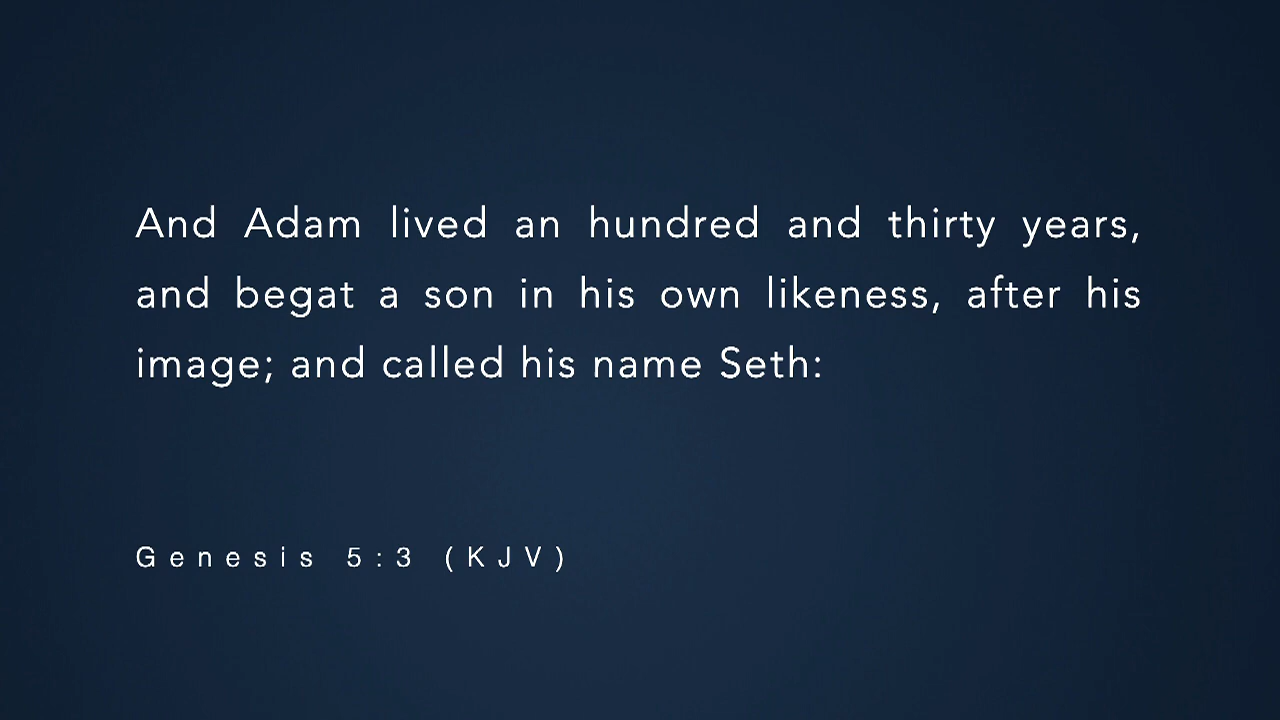 And Adam lived an hundred and thirty years,
and begat a son in his own likeness, after his
image; and called his name Seth:
Genesis 5:3 (KJV)